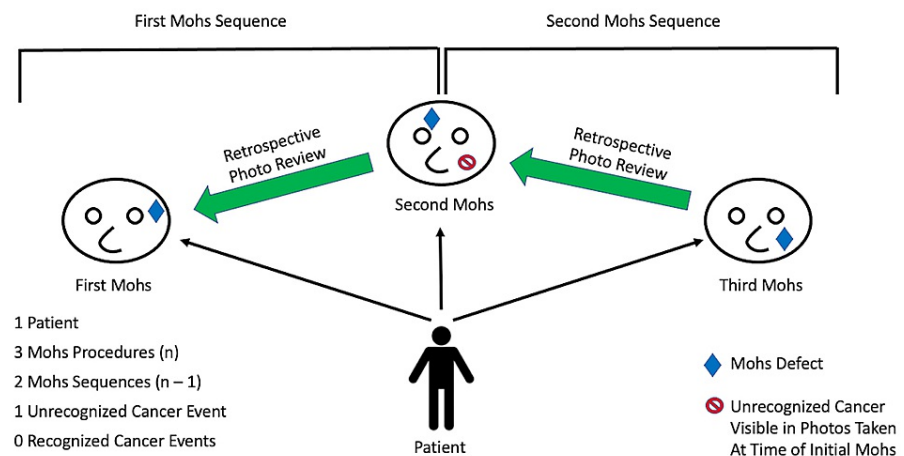 First Mohs Sequence
Second Mohs Sequence
Retrospective
Photo Review
Retrospective
Photo Review
Second Mohs
First Mohs
Third Mohs
1 Patient
3 Mohs Procedures (n)
2 Mohs Sequences (n – 1)
1 Unrecognized Cancer Event
0 Recognized Cancer Events
Patient
Mohs Defect
Unrecognized Cancer
Visible in Photos Taken
At Time of Initial Mohs